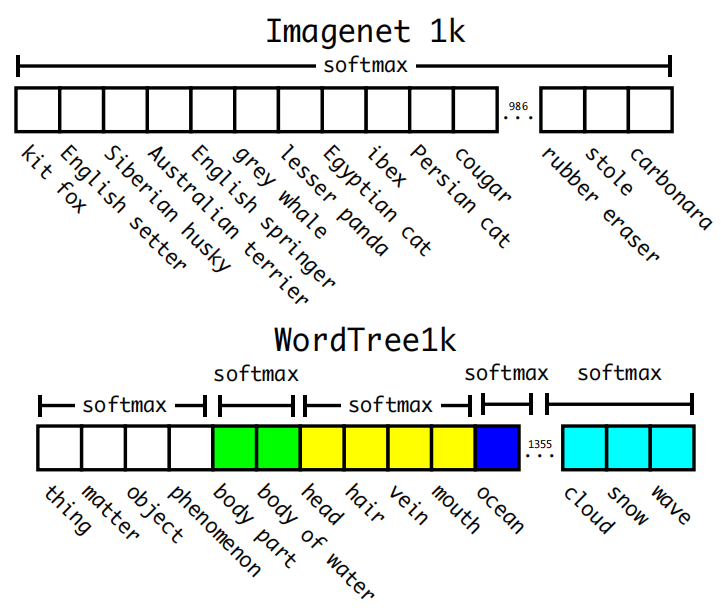 Imagenet 1k
softmax
986
...
kit fox
English setter
Siberian husky
Australian terrier
English springer
grey whale
lesser panda
Egyptian cat
ibex
Persian cat
cougar
rubber eraser
stole
carbonara
WordTree1k
softmax softmax softmax
softmax softmax
1355
...
thing
matter
object
phenomenon
body part
body of water
head
hair
vein
mouth
ocean
cloud
snow
wave